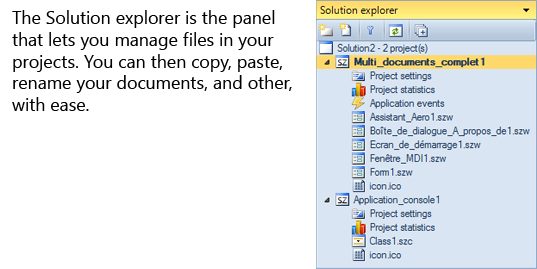 The Solution explorer is the panel
that lets you manage files in your
projects. You can then copy, paste,
rename your documents, and other,
with ease.
Solution explorer
Solution2 - 2 project(s)
SZ Multi_documents_complet1
Project settings
Project statistics
Application events
Assistant_Aero1.szw
Boîte_de_dialogue_A_propos_de1.szw
Ecran_de_démarrage1.szw
Fenêtre_MDI1.szw
Form1.szw
icon.ico
SZ Application_console1
Project settings
Project statistics
Class1.szc
icon.ico